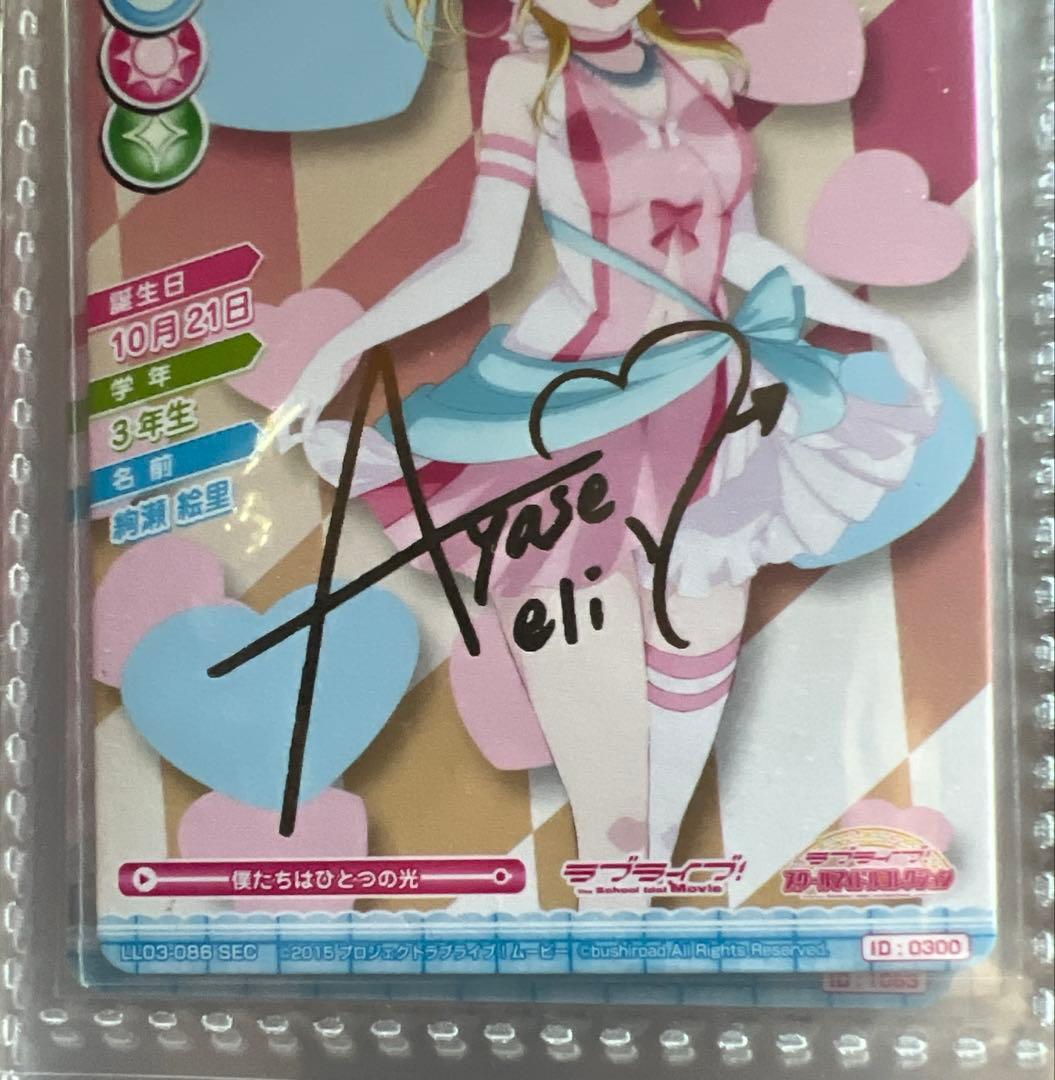 誕生日
10月21日
学年
3年生
名前
絢瀬 絵里
Ayase
eli
僕たちはひとつの光
ラブライブ!
The School Idol Movie
ラブライブ!
スクールアイドルコレクション
LL03-086 SEC ©2015 プロジェクトラブライブ!ムービー ©bushiroad All Rights Reserved. ID:0300